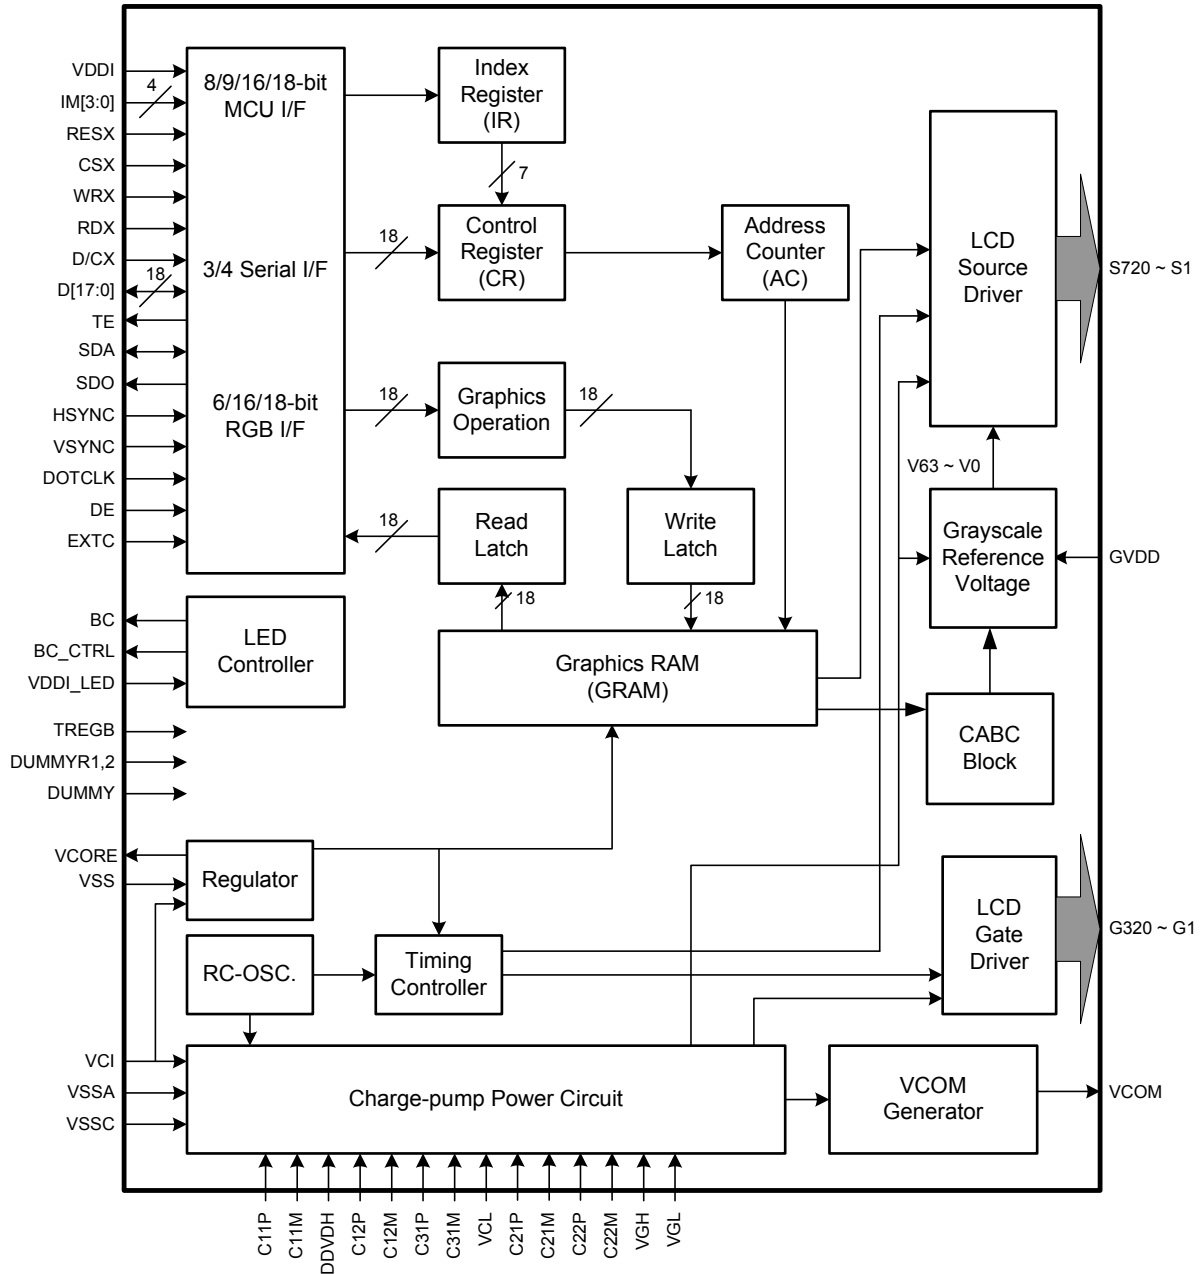 VDDI
IM[3:0]
4
RESX
CSX
WRX
RDX
D/CX
D[17:0]
18
TE
SDA
SDO
HSYNC
VSYNC
DOTCLK
DE
EXTC
8/9/16/18-bit
MCU I/F
3/4 Serial I/F
6/16/18-bit
RGB I/F
Index
Register
(IR)
7
18
Control
Register
(CR)
Address
Counter
(AC)
LCD
Source
Driver
S720 ~ S1
18
Graphics
Operation
18
18
Read
Latch
Write
Latch
18
18
V63 ~ V0
Grayscale
Reference
Voltage
GVDD
BC
BC_CTRL
VDDI_LED
LED
Controller
Graphics RAM
(GRAM)
CABC
Block
TREGB
DUMMYR1,2
DUMMY
VCORE
VSS
Regulator
RC-OSC.
Timing
Controller
LCD
Gate
Driver
G320 ~ G1
VCI
VSSA
VSSC
Charge-pump Power Circuit
VCOM
Generator
VCOM
C11P
C11M
DDVDH
C12P
C12M
C31P
C31M
VCL
C21P
C21M
C22P
C22M
VGH
VGL